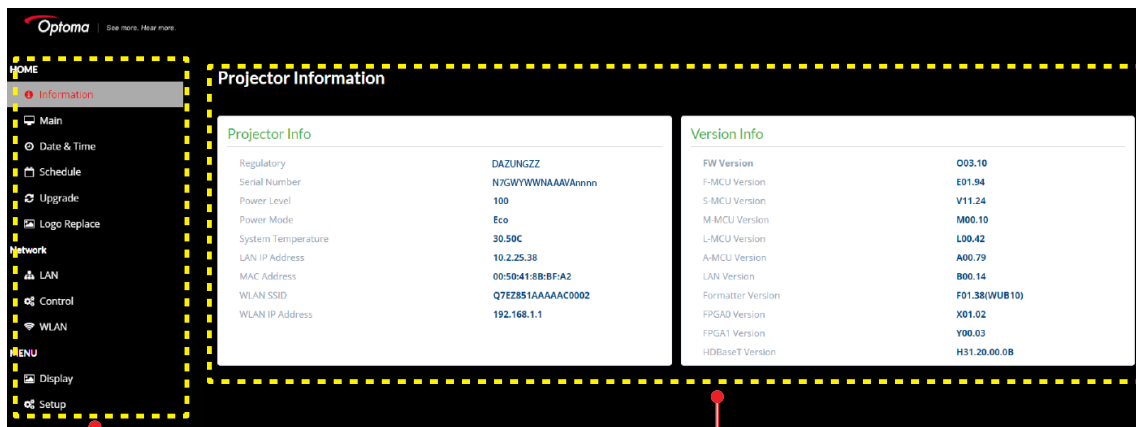 Optoma | See more. Hear more.
HOME
Information
Main
Date & Time
Schedule
Upgrade
Logo Replace
Network
LAN
Control
WLAN
MENU
Display
Setup
Projector Information
Projector Info
Regulatory DAZUNGZZ
Serial Number N7GWYWWNAAAVAnnnn
Power Level 100
Power Mode Eco
System Temperature 30.50C
LAN IP Address 10.2.25.38
MAC Address 00:50:41:8B:BF:A2
WLAN SSID Q7EZ851AAAAAC0002
WLAN IP Address 192.168.1.1
Version Info
FW Version O03.10
F-MCU Version E01.94
S-MCU Version V11.24
M-MCU Version M00.10
L-MCU Version L00.42
A-MCU Version A00.79
LAN Version B00.14
Formatter Version F01.38(WUB10)
FPGA0 Version X01.02
FPGA1 Version Y00.03
HDBaseT Version H31.20.00.0B